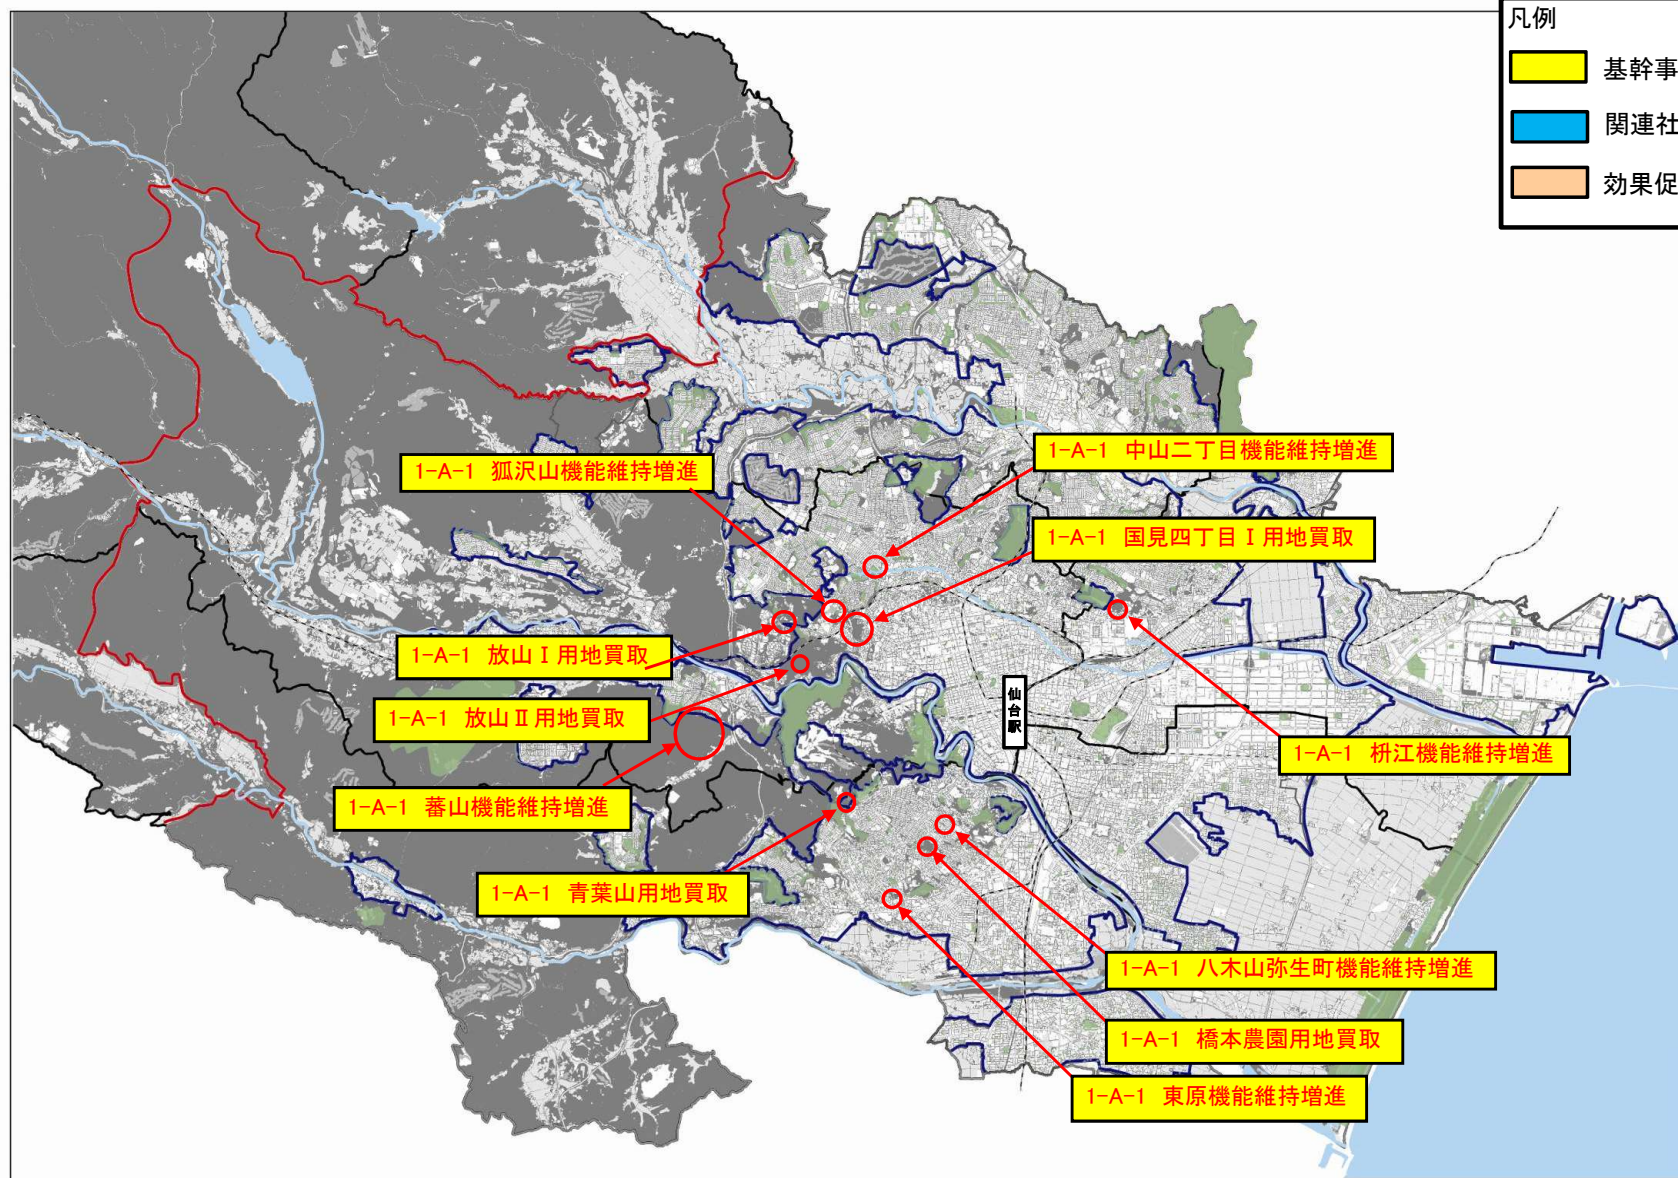 凡例
基幹事
関連社
効果促
1-A-1 狐沢山機能維持増進
1-A-1 中山二丁目機能維持増進
1-A-1 国見四丁目Ⅰ用地買取
1-A-1 放山Ⅰ用地買取
1-A-1 放山Ⅱ用地買取
仙台駅
1-A-1 枡江機能維持増進
1-A-1 蕃山機能維持増進
1-A-1 青葉山用地買取
1-A-1 八木山弥生町機能維持増進
1-A-1 橋本農園用地買取
1-A-1 東原機能維持増進